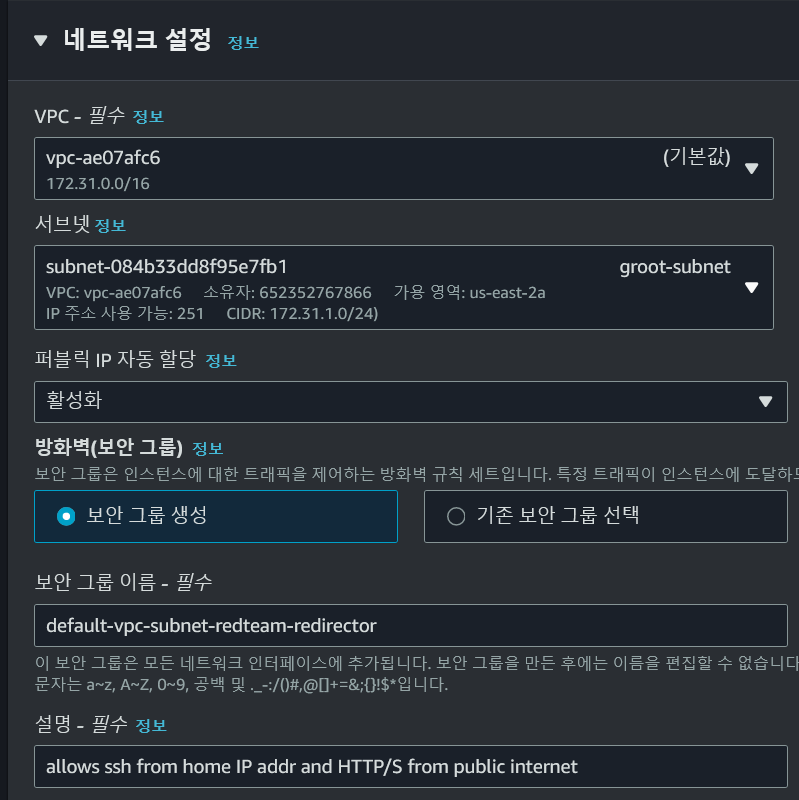 네트워크 설정 정보
VPC - 필수 정보
vpc-ae07afc6 (기본값)
172.31.0.0/16
서브넷 정보
subnet-084b33dd8f95e7fb1 groot-subnet
VPC: vpc-ae07afc6 소유자: 652352767866 가용 영역: us-east-2a
IP 주소 사용 가능: 251 CIDR: 172.31.1.0/24)
퍼블릭 IP 자동 할당 정보
활성화
방화벽(보안 그룹) 정보
보안 그룹은 인스턴스에 대한 트래픽을 제어하는 방화벽 규칙 세트입니다. 특정 트래픽이 인스턴스에 도달하
보안 그룹 생성 기존 보안 그룹 선택
보안 그룹 이름 - 필수
default-vpc-subnet-redteam-redirector
이 보안 그룹은 모든 네트워크 인터페이스에 추가됩니다. 보안 그룹을 만든 후에는 이름을 편집할 수 없습니다
문자는 a~z, A~Z, 0~9, 공백 및 ._-:/()#,@[]+=&;{}!$*입니다.
설명 - 필수 정보
allows ssh from home IP addr and HTTP/S from public internet